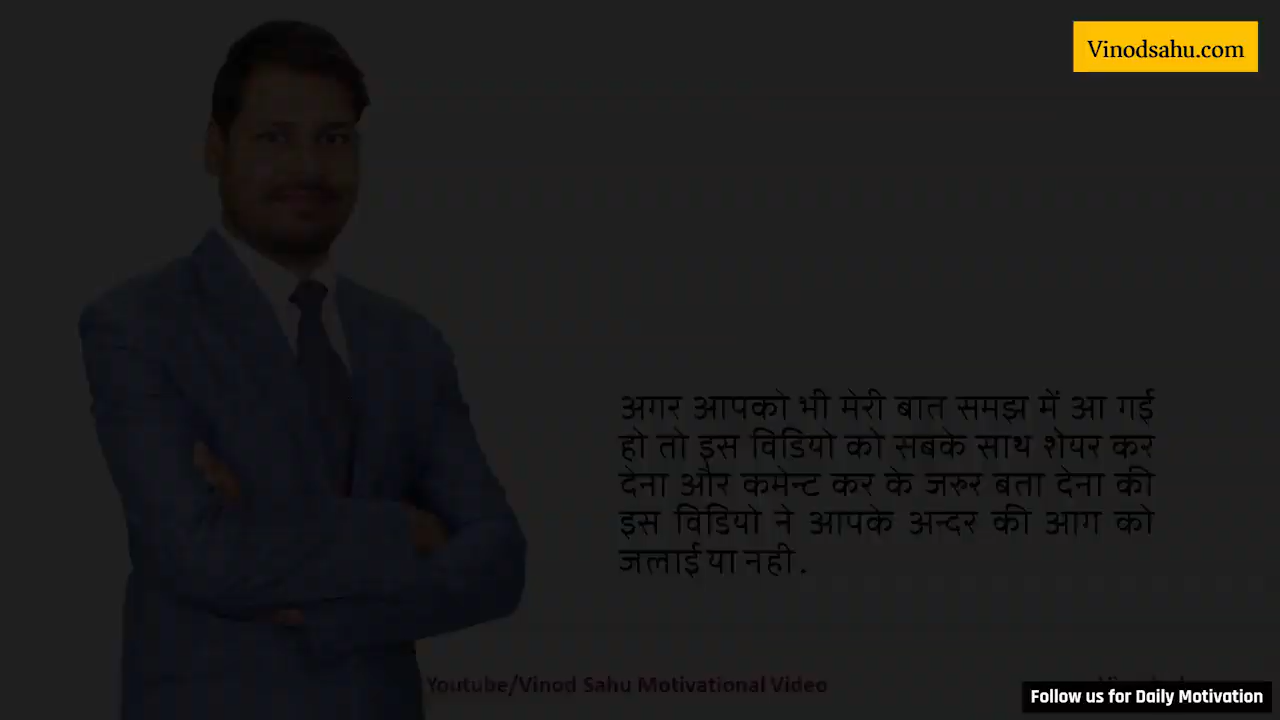 Vinodsahu.com
अगर आपको भी मेरी बात समझ में आ गई
हो तो इस विडियो को सबके साथ शेयर कर
देना और कमेन्ट कर के जरुर बता देना की
इस विडियो ने आपके अन्दर की आग को
जलाई या नही.
Youtube/Vinod Sahu Motivational Video
Follow us for Daily Motivation